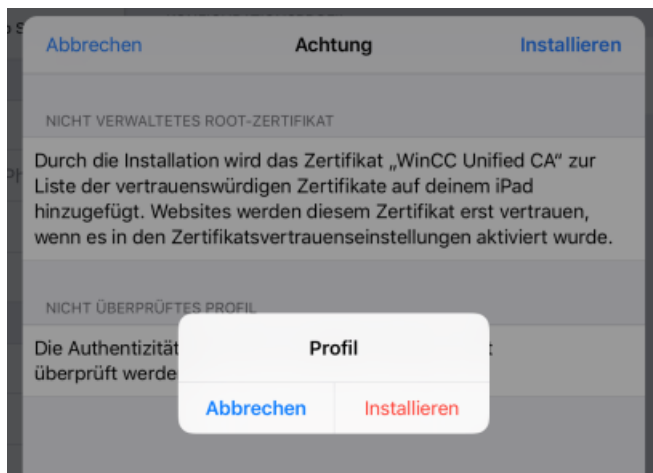 Abbrechen Achtung Installieren
NICHT VERWALTETES ROOT-ZERTIFIKAT
Durch die Installation wird das Zertifikat „WinCC Unified CA“ zur
Liste der vertrauenswürdigen Zertifikate auf deinem iPad
hinzugefügt. Websites werden diesem Zertifikat erst vertrauen,
wenn es in den Zertifikatsvertrauenseinstellungen aktiviert wurde.
NICHT ÜBERPRÜFTES PROFIL
Die Authentizität
überprüft werde
Profil
Abbrechen Installieren